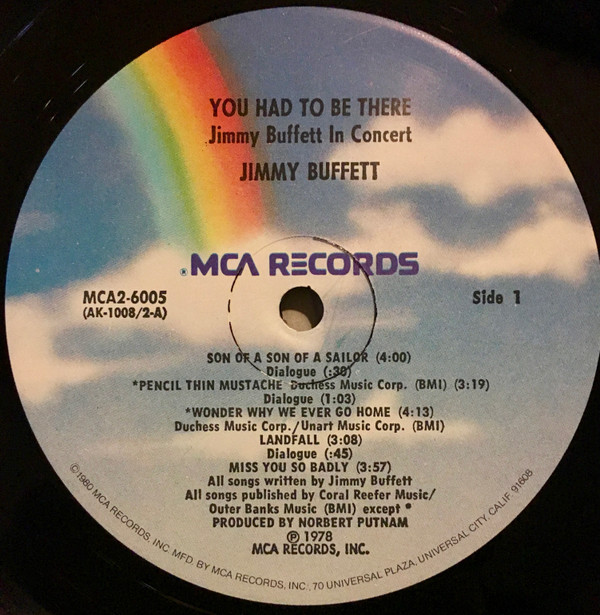 YOU HAD TO BE THERE
Jimmy Buffett In Concert
JIMMY BUFFETT
®MCA RECORDS
MCA2-6005
(AK-1008/2-A)
Side 1
SON OF A SON OF A SAILOR (4:00)
Dialogue (:30)
*PENCIL THIN MUSTACHE Duchess Music Corp. (BMI) (3:19)
Dialogue (1:03)
*WONDER WHY WE EVER GO HOME (4:13)
Duchess Music Corp./Unart Music Corp. (BMI)
LANDFALL (3:08)
Dialogue (:45)
MISS YOU SO BADLY (3:57)
All songs written by Jimmy Buffett
All songs published by Coral Reefer Music/
Outer Banks Music (BMI) except *
PRODUCED BY NORBERT PUTNAM
℗ 1978
MCA RECORDS, INC.
©1980 MCA RECORDS, INC. MFD. BY MCA RECORDS, INC., 70 UNIVERSAL PLAZA, UNIVERSAL CITY, CALIF. 91608